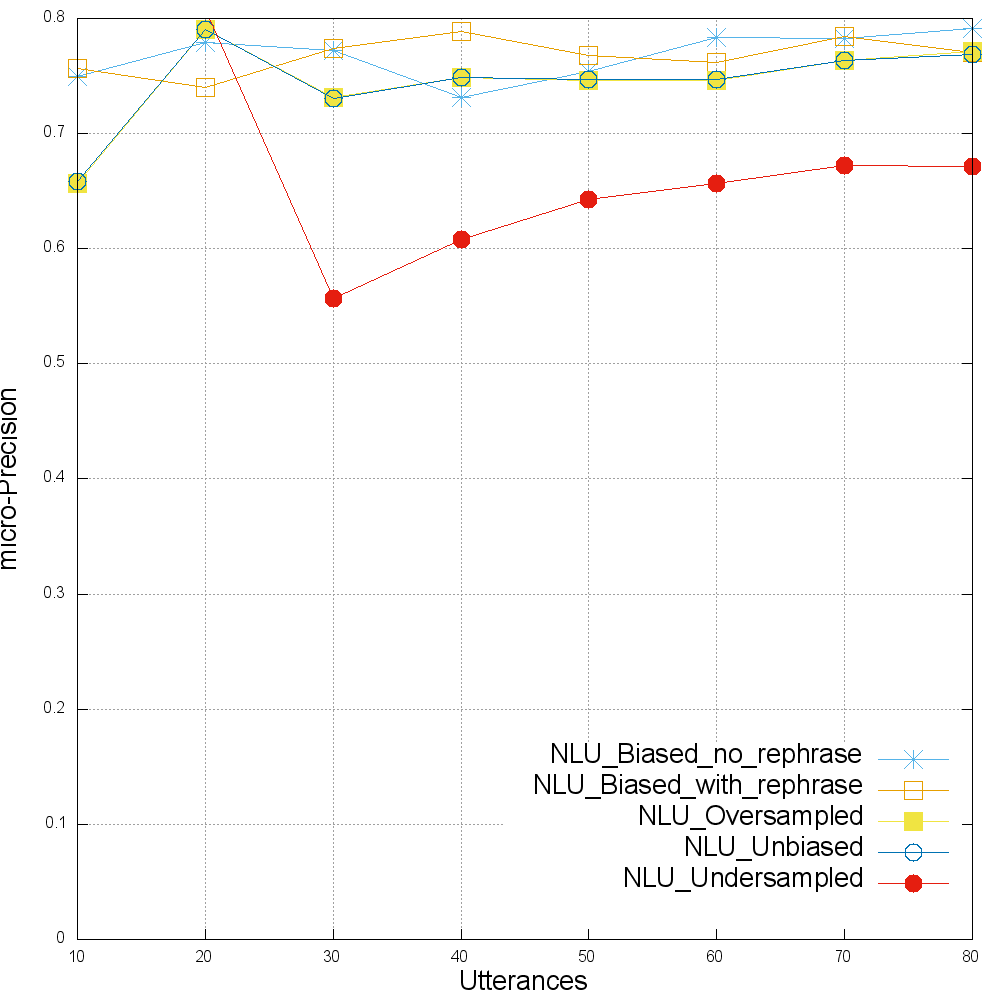 0.8
0.7
0.6
0.5
0.4
0.3
0.2
0.1
0
micro-Precision
NLU_Biased_no_rephrase
NLU_Biased_with_rephrase
NLU_Oversampled
NLU_Unbiased
NLU_Undersampled
10 20 30 40 50 60 70 80
Utterances